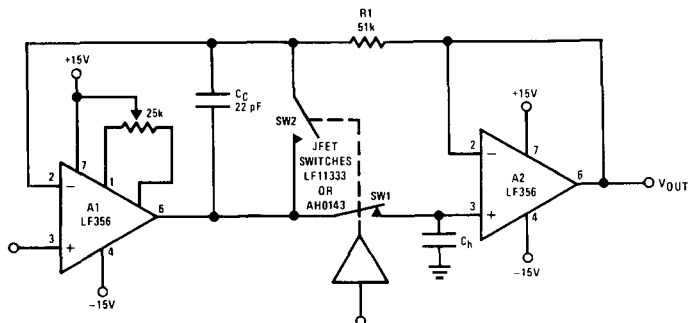 R1
51k
+15V
25k
7
1
2
−
A1
LF356
6
3
+
4
−15V
CC
22 pF
SW2
JFET
SWITCHES
LF11333
OR
AH0143
SW1
Ch
+15V
7
2
−
A2
LF356
6
VOUT
3
+
4
−15V